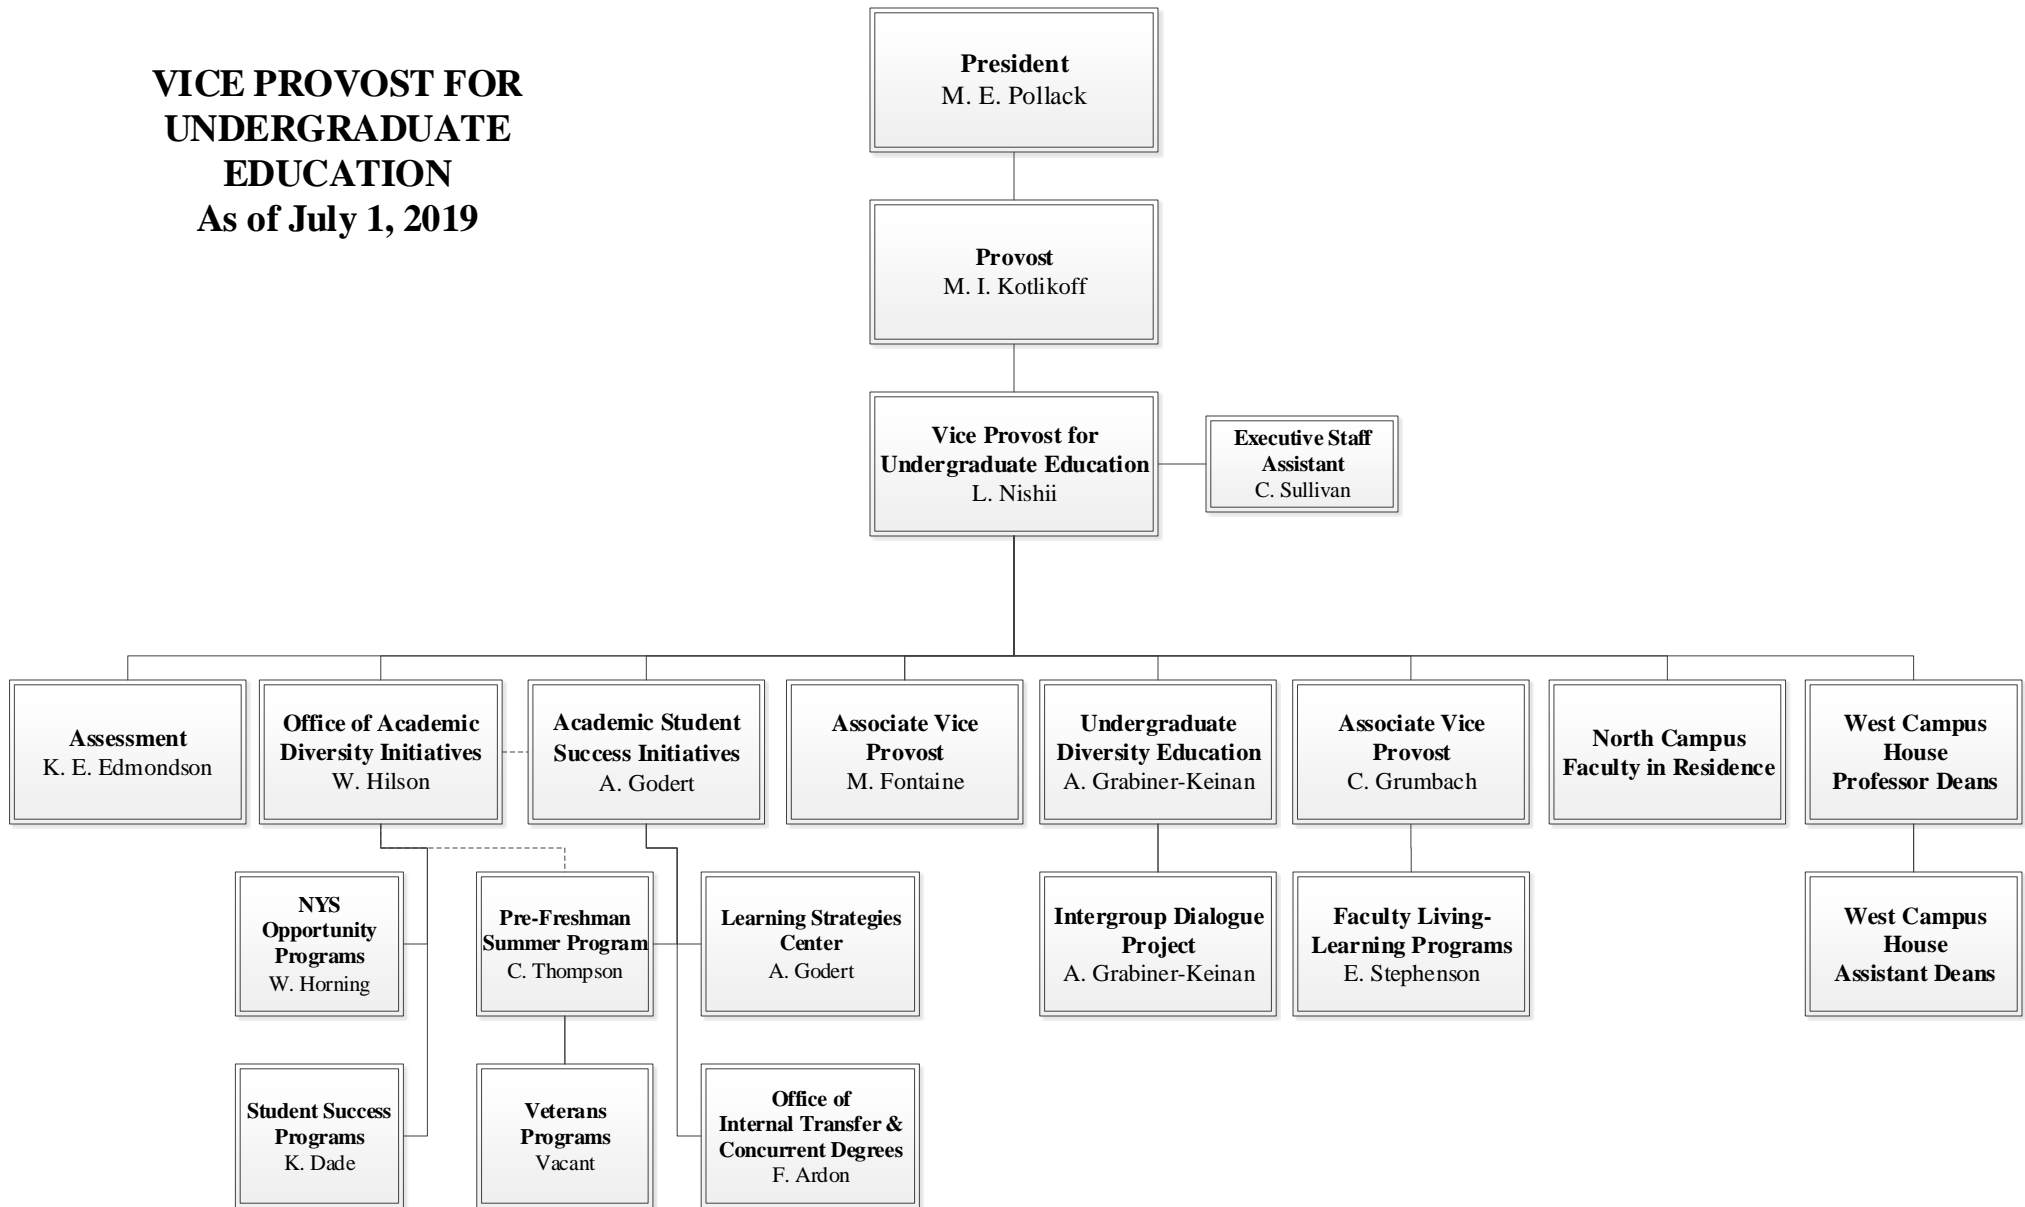 VICE PROVOST FOR
UNDERGRADUATE
EDUCATION
As of July 1, 2019
President
M. E. Pollack
Provost
M. I. Kotlikoff
Vice Provost for
Undergraduate Education
L. Nishii
Executive Staff
Assistant
C. Sullivan
Assessment
K. E. Edmondson
Office of Academic
Diversity Initiatives
W. Hilson
Academic Student
Success Initiatives
A. Godert
Associate Vice
Provost
M. Fontaine
Undergraduate
Diversity Education
A. Grabiner-Keinan
Associate Vice
Provost
C. Grumbach
North Campus
Faculty in Residence
West Campus
House
Professor Deans
NYS
Opportunity
Programs
W. Horning
Pre-Freshman
Summer Program
C. Thompson
Learning Strategies
Center
A. Godert
Intergroup Dialogue
Project
A. Grabiner-Keinan
Faculty Living-
Learning Programs
E. Stephenson
West Campus
House
Assistant Deans
Student Success
Programs
K. Dade
Veterans
Programs
Vacant
Office of
Internal Transfer &
Concurrent Degrees
F. Ardon